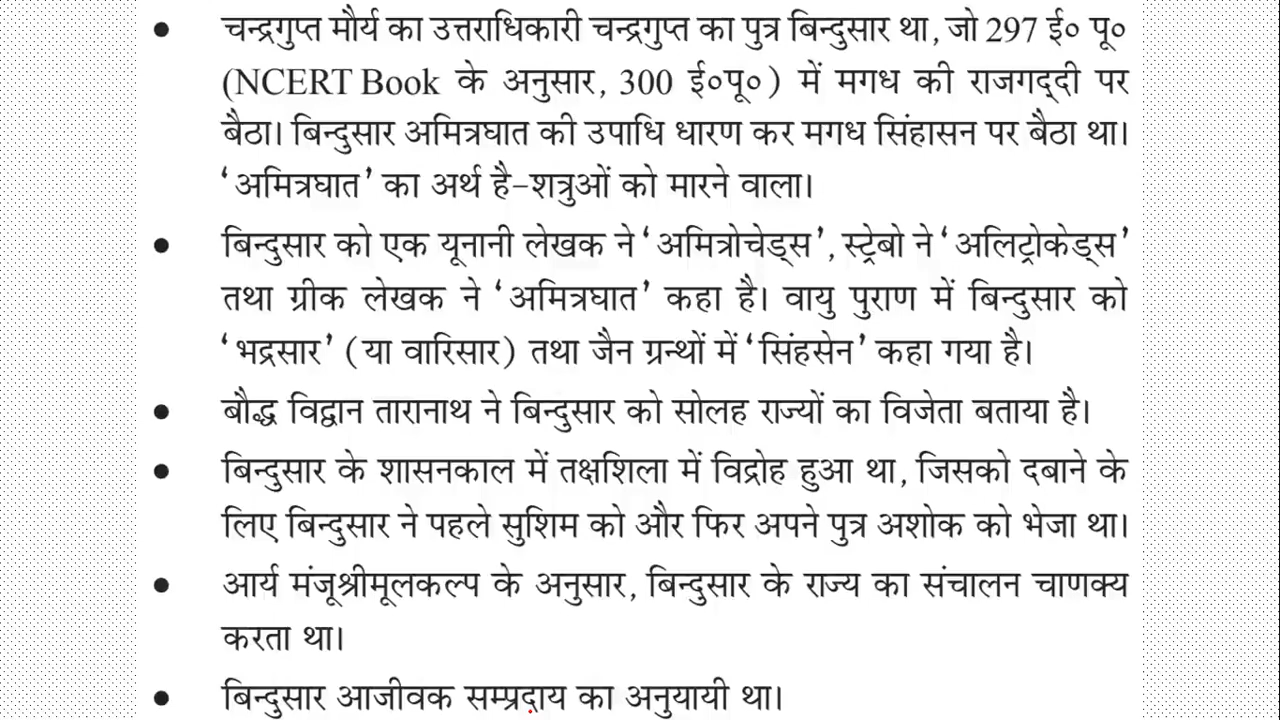 • चन्द्रगुप्त मौर्य का उत्तराधिकारी चन्द्रगुप्त का पुत्र बिन्दुसार था, जो 297 ई० पू०
(NCERT Book के अनुसार, 300 ई०पू०) में मगध की राजगद्दी पर
बैठा। बिन्दुसार अमित्रघात की उपाधि धारण कर मगध सिंहासन पर बैठा था।
‘अमित्रघात’ का अर्थ है–शत्रुओं को मारने वाला।
• बिन्दुसार को एक यूनानी लेखक ने ‘अमित्रोचेड्स’, स्ट्रेबो ने ‘अलिट्रोकेड्स’
तथा ग्रीक लेखक ने ‘अमित्रघात’ कहा है। वायु पुराण में बिन्दुसार को
‘भद्रसार’ (या वारिसार) तथा जैन ग्रन्थों में ‘सिंहसेन’ कहा गया है।
• बौद्ध विद्वान तारानाथ ने बिन्दुसार को सोलह राज्यों का विजेता बताया है।
• बिन्दुसार के शासनकाल में तक्षशिला में विद्रोह हुआ था, जिसको दबाने के
लिए बिन्दुसार ने पहले सुशिम को और फिर अपने पुत्र अशोक को भेजा था।
• आर्य मंजूश्रीमूलकल्प के अनुसार, बिन्दुसार के राज्य का संचालन चाणक्य
करता था।
• बिन्दुसार आजीवक सम्प्रदाय का अनुयायी था।